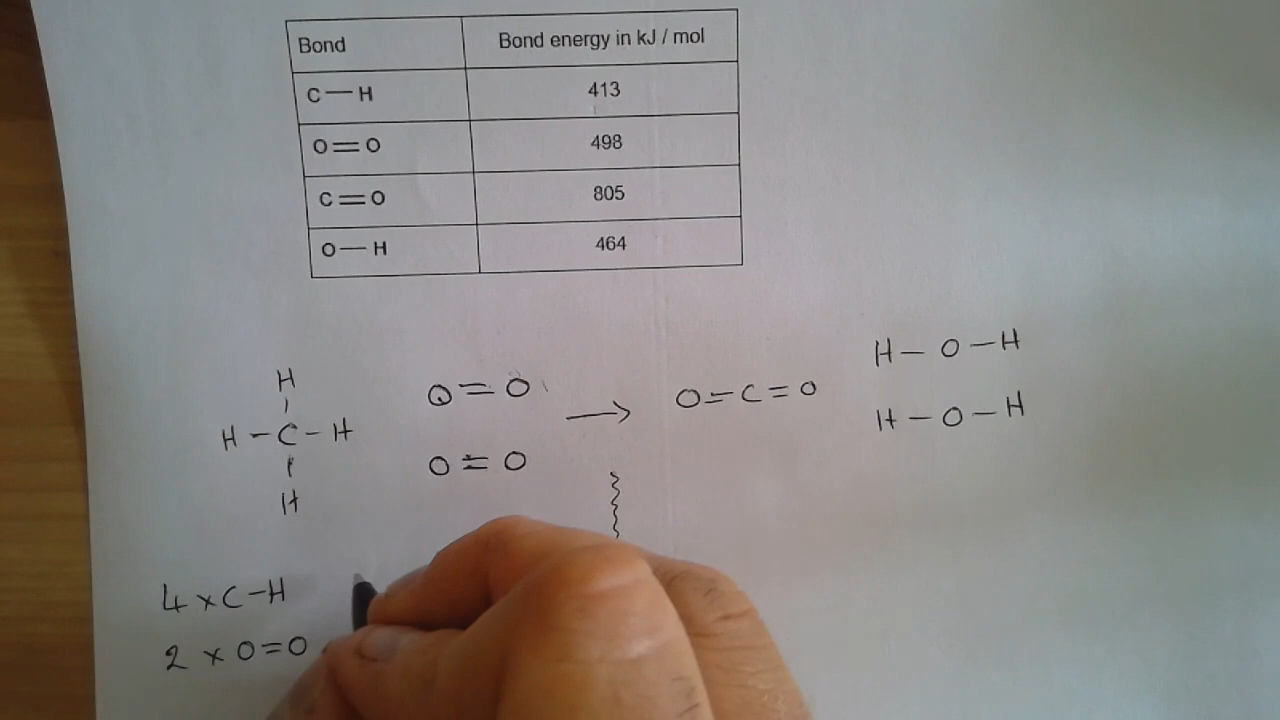 Bond Bond energy in kJ / mol
C — H 413
O = O 498
C = O 805
O — H 464
H
H - C - H
H
O = O
O = O
→
O = C = O
H - O - H
H - O - H
4 x C - H
2 x O = O